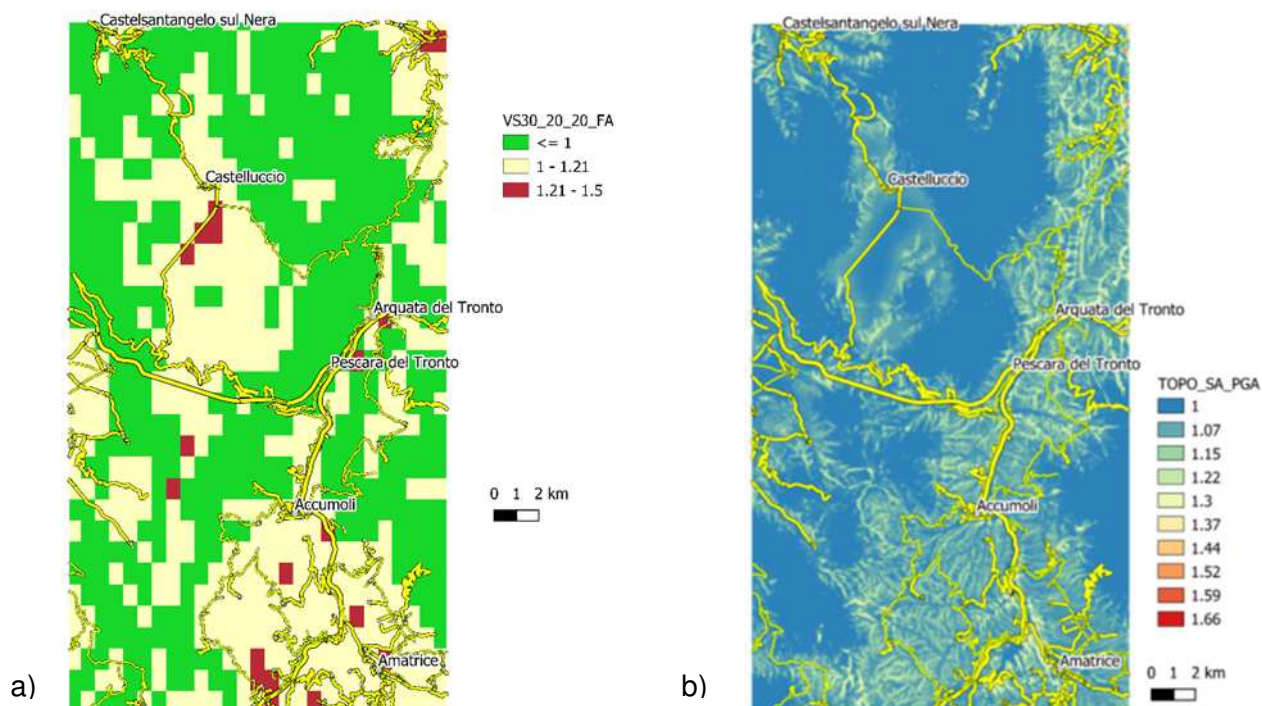 Castelsantangelo sul Nera
VS30_20_20_FA
<= 1
1 - 1.21
1.21 - 1.5
Castelluccio
Arquata del Tronto
Pescara del Tronto
0 1 2 km
Accumoli
Amatrice
a)
Castelsantangelo sul Nera
Castelluccio
Arquata del Tronto
Pescara del Tronto
TOPO_SA_PGA
1
1.07
1.15
1.22
1.3
1.37
1.44
1.52
1.59
1.66
Accumoli
Amatrice
0 1 2 km
b)